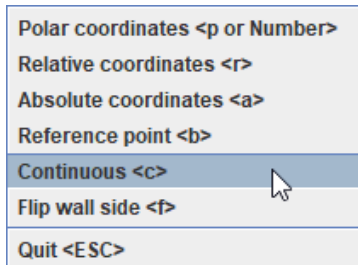 Polar coordinates <p or Number>
Relative coordinates <r>
Absolute coordinates <a>
Reference point <b>
Continuous <c>
Flip wall side <f>
Quit <ESC>